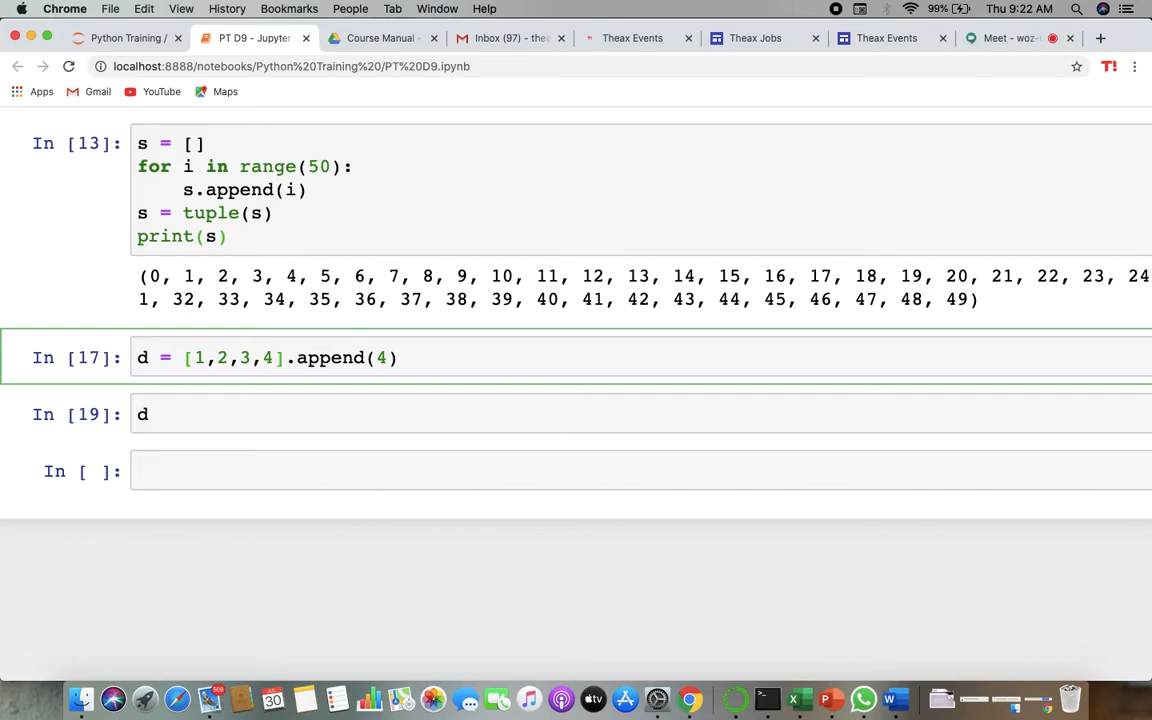 Chrome File Edit View History Bookmarks People Tab Window Help 99% Thu 9:22 AM
Python Training / PT D9 - Jupyter Course Manual - Inbox (97) - thea Theax Events Theax Jobs Theax Events Meet - woz-
localhost:8888/notebooks/Python%20Training%20/PT%20D9.ipynb T!
Apps Gmail YouTube Maps
In [13]: s = []
for i in range(50):
s.append(i)
s = tuple(s)
print(s)
(0, 1, 2, 3, 4, 5, 6, 7, 8, 9, 10, 11, 12, 13, 14, 15, 16, 17, 18, 19, 20, 21, 22, 23, 24
1, 32, 33, 34, 35, 36, 37, 38, 39, 40, 41, 42, 43, 44, 45, 46, 47, 48, 49)
In [17]: d = [1,2,3,4].append(4)
In [19]: d
In [ ]:
509 30 tv X P W